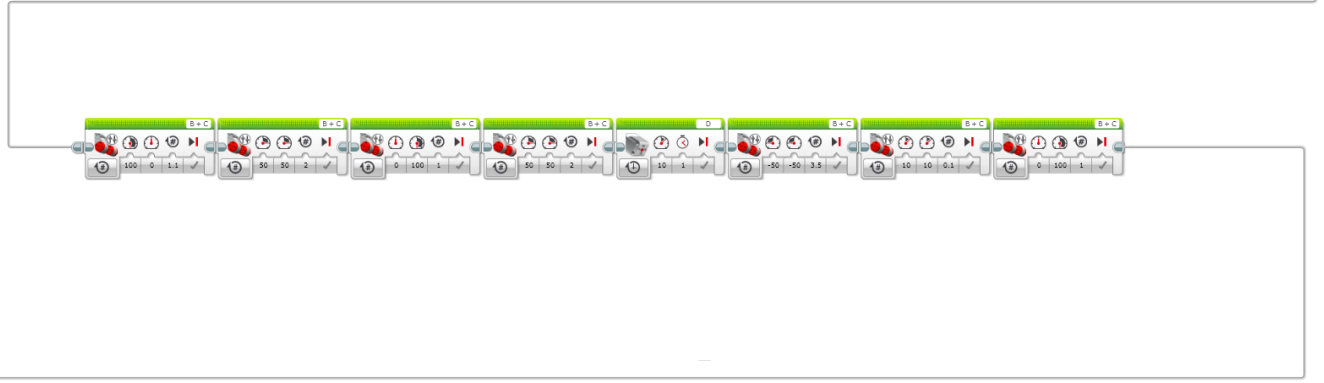 B + C
100 0 1.1
B + C
50 50 2
B + C
0 100 1
B + C
50 50 2
D
10 1
B + C
-50 -50 3.5
B + C
10 10 0.1
B + C
0 100 1